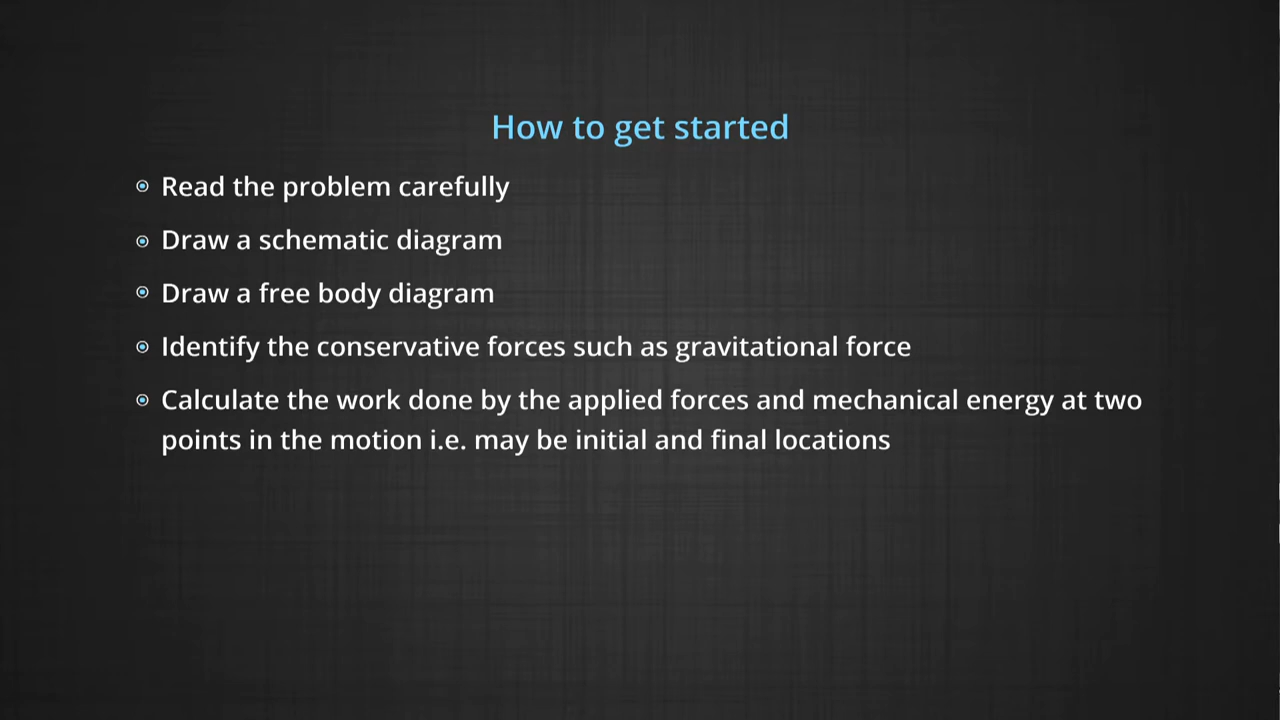 How to get started
Read the problem carefully
Draw a schematic diagram
Draw a free body diagram
Identify the conservative forces such as gravitational force
Calculate the work done by the applied forces and mechanical energy at two
points in the motion i.e. may be initial and final locations